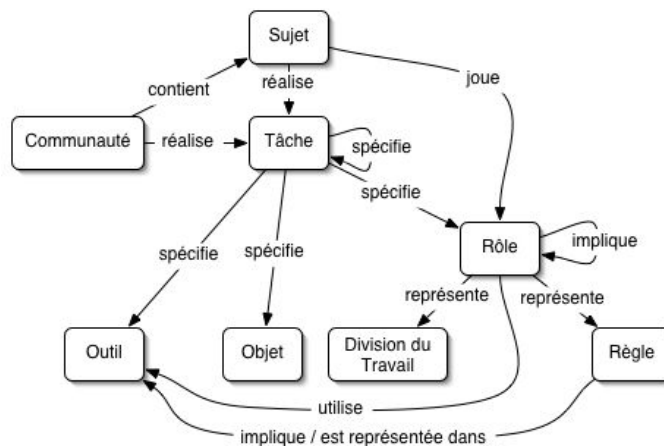 Sujet
réalise
joue
contient
Communauté
réalise
Tâche
spécifie
spécifie
Rôle
implique
spécifie
spécifie
représente
représente
Outil
Objet
Division du
Travail
Règle
utilise
implique / est représentée dans